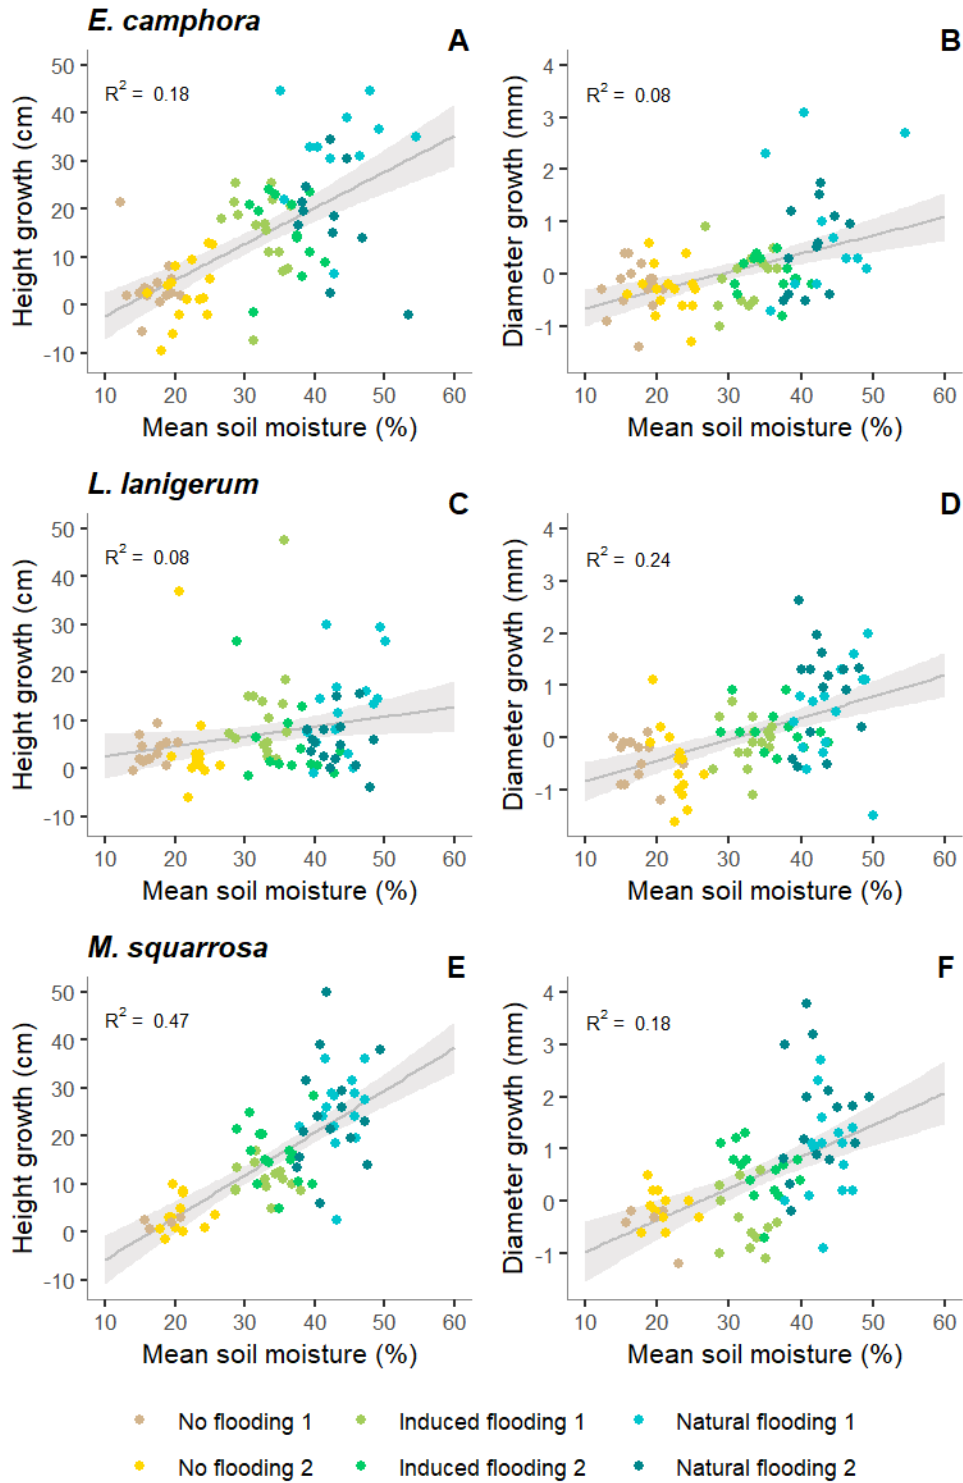 E. camphora
A
B
50
40
30
20
10
0
-10
Height growth (cm)
R² = 0.18
10 20 30 40 50 60
Mean soil moisture (%)
4
3
2
1
0
-1
Diameter growth (mm)
R² = 0.08
10 20 30 40 50 60
Mean soil moisture (%)
L. lanigerum
C
D
50
40
30
20
10
0
-10
Height growth (cm)
R² = 0.08
10 20 30 40 50 60
Mean soil moisture (%)
4
3
2
1
0
-1
Diameter growth (mm)
R² = 0.24
10 20 30 40 50 60
Mean soil moisture (%)
M. squarrosa
E
F
50
40
30
20
10
0
-10
Height growth (cm)
R² = 0.47
10 20 30 40 50 60
Mean soil moisture (%)
4
3
2
1
0
-1
Diameter growth (mm)
R² = 0.18
10 20 30 40 50 60
Mean soil moisture (%)
No flooding 1 Induced flooding 1 Natural flooding 1
No flooding 2 Induced flooding 2 Natural flooding 2